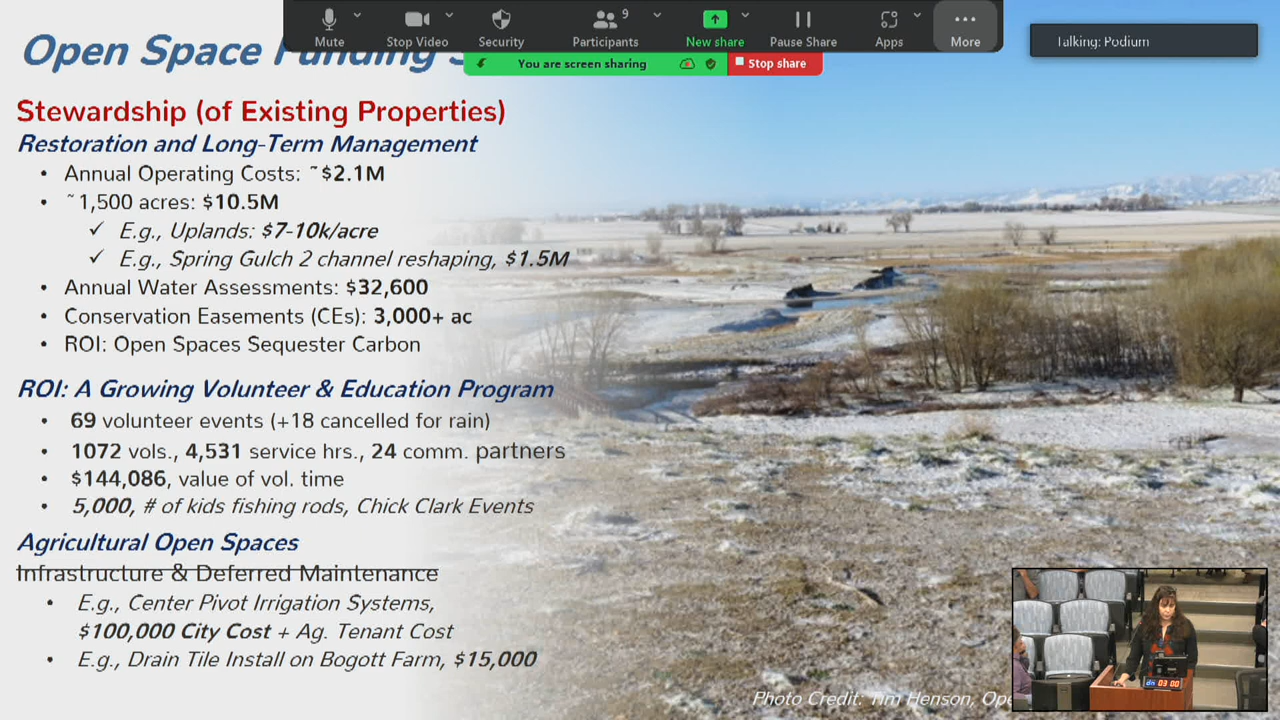 Mute
Stop Video
Security
Participants
9
New share
Pause Share
Apps
More
You are screen sharing
Stop share
Talking: Podium
Open Space Funding
Stewardship (of Existing Properties)
Restoration and Long-Term Management
• Annual Operating Costs: ~$2.1M
• ~1,500 acres: $10.5M
✓ E.g., Uplands: $7-10k/acre
✓ E.g., Spring Gulch 2 channel reshaping, $1.5M
• Annual Water Assessments: $32,600
• Conservation Easements (CEs): 3,000+ ac
• ROI: Open Spaces Sequester Carbon
ROI: A Growing Volunteer & Education Program
• 69 volunteer events (+18 cancelled for rain)
• 1072 vols., 4,531 service hrs., 24 comm. partners
• $144,086, value of vol. time
• 5,000, # of kids fishing rods, Chick Clark Events
Agricultural Open Spaces
Infrastructure & Deferred Maintenance
• E.g., Center Pivot Irrigation Systems,
$100,000 City Cost + Ag. Tenant Cost
• E.g., Drain Tile Install on Bogott Farm, $15,000
Photo Credit: Tim Henson,
03 00